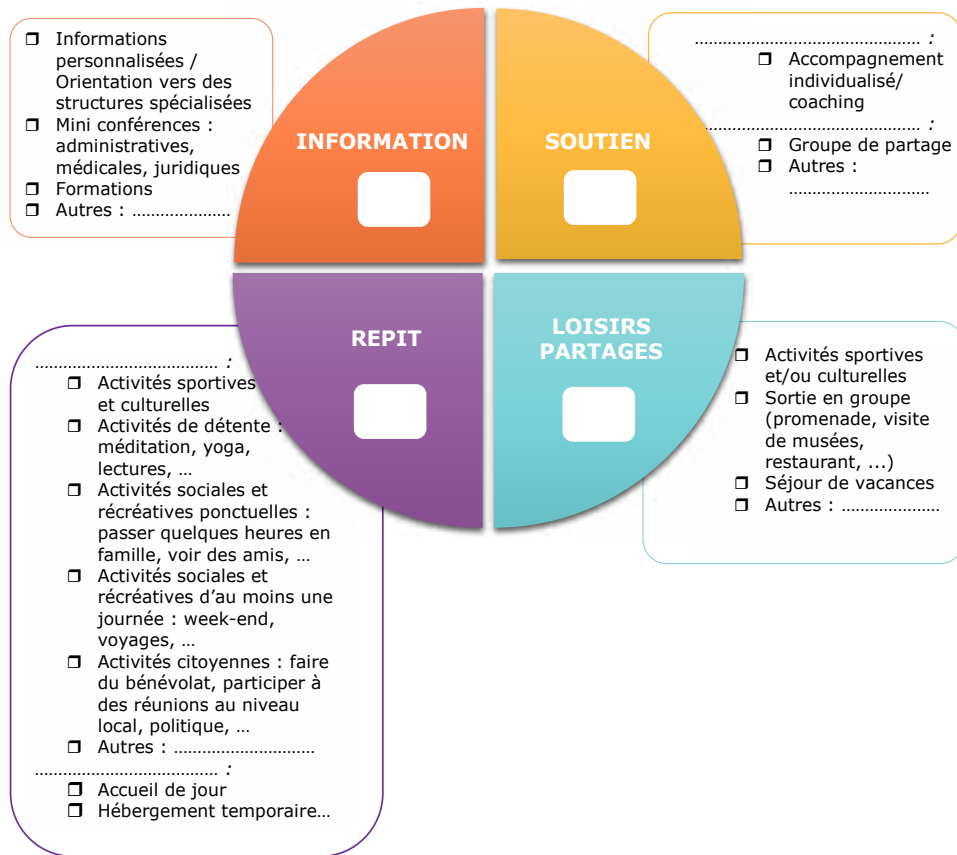 ❐ Informations
personnalisées /
Orientation vers des
structures spécialisées
❐ Mini conférences :
administratives,
médicales, juridiques
❐ Formations
❐ Autres : .....................
INFORMATION
SOUTIEN
................................................ :
❐ Accompagnement
individualisé/
coaching
.............................................. :
❐ Groupe de partage
❐ Autres :
..............................
REPIT
LOISIRS
PARTAGES
....................................... :
❐ Activités sportives
et culturelles
❐ Activités de détente :
méditation, yoga,
lectures, …
❐ Activités sociales et
récréatives ponctuelles :
passer quelques heures en
famille, voir des amis, …
❐ Activités sociales et
récréatives d’au moins une
journée : week-end,
voyages, …
❐ Activités citoyennes : faire
du bénévolat, participer à
des réunions au niveau
local, politique, …
❐ Autres : ..............................
....................................... :
❐ Accueil de jour
❐ Hébergement temporaire…
❐ Activités sportives
et/ou culturelles
❐ Sortie en groupe
(promenade, visite
de musées,
restaurant, ...)
❐ Séjour de vacances
❐ Autres : .....................